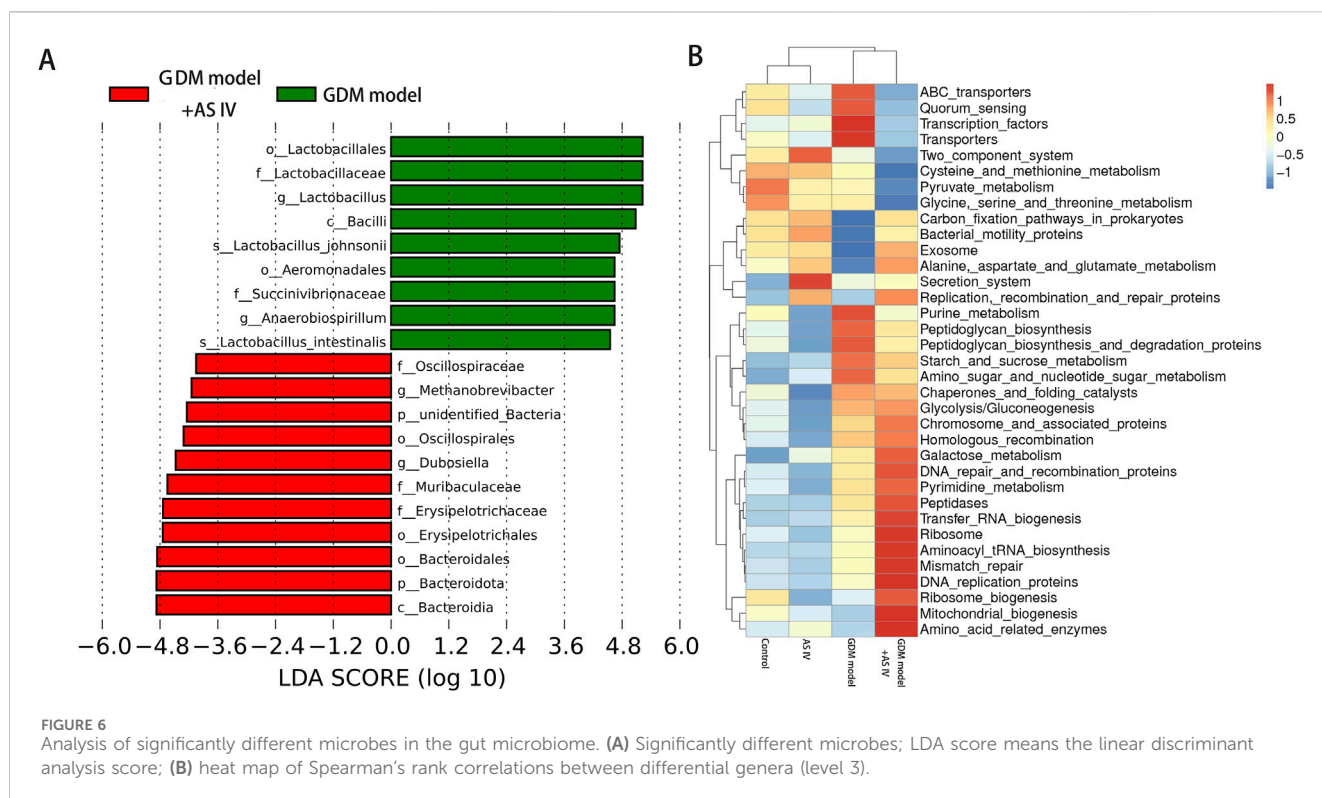 A
GDM model
+AS IV
GDM model
o__Lactobacillales
f__Lactobacillaceae
g__Lactobacillus
c__Bacilli
s__Lactobacillus_johnsonii
o__Aeromonadales
f__Succinivibrionaceae
g__Anaerobiospirillum
s__Lactobacillus_intestinalis
f__Oscillospiraceae
g__Methanobrevibacter
p__unidentified_Bacteria
o__Oscillospirales
g__Dubosiella
f__Muribaculaceae
f__Erysipelotrichaceae
o__Erysipelotrichales
o__Bacteroidales
p__Bacteroidota
c__Bacteroidia
−6.0 −4.8 −3.6 −2.4 −1.2 0.0 1.2 2.4 3.6 4.8 6.0
LDA SCORE (log 10)
B
ABC_transporters
Quorum_sensing
Transcription_factors
Transporters
Two_component_system
Cysteine_and_methionine_metabolism
Pyruvate_metabolism
Glycine,_serine_and_threonine_metabolism
Carbon_fixation_pathways_in_prokaryotes
Bacterial_motility_proteins
Exosome
Alanine,_aspartate_and_glutamate_metabolism
Secretion_system
Replication,_recombination_and_repair_proteins
Purine_metabolism
Peptidoglycan_biosynthesis
Peptidoglycan_biosynthesis_and_degradation_proteins
Starch_and_sucrose_metabolism
Amino_sugar_and_nucleotide_sugar_metabolism
Chaperones_and_folding_catalysts
Glycolysis/Gluconeogenesis
Chromosome_and_associated_proteins
Homologous_recombination
Galactose_metabolism
DNA_repair_and_recombination_proteins
Pyrimidine_metabolism
Peptidases
Transfer_RNA_biogenesis
Ribosome
Aminoacyl_tRNA_biosynthesis
Mismatch_repair
DNA_replication_proteins
Ribosome_biogenesis
Mitochondrial_biogenesis
Amino_acid_related_enzymes
1
0.5
0
−0.5
−1
Control
AS IV
GDM model
GDM model
+AS IV
FIGURE 6
Analysis of significantly different microbes in the gut microbiome. (A) Significantly different microbes; LDA score means the linear discriminant
analysis score; (B) heat map of Spearman's rank correlations between differential genera (level 3).